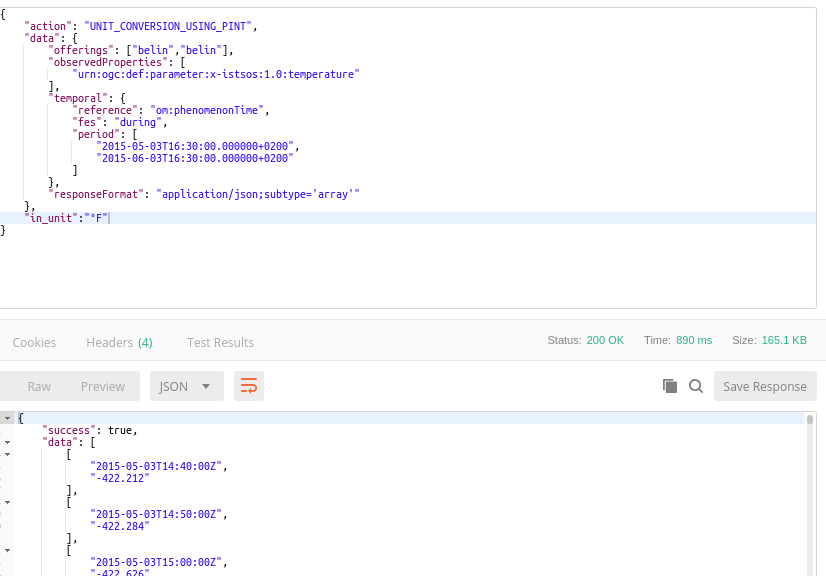 {
"action": "UNIT_CONVERSION_USING_PINT",
"data": {
"offerings": ["belin","belin"],
"observedProperties": [
"urn:ogc:def:parameter:x-istsos:1.0:temperature"
],
"temporal": {
"reference": "om:phenomenonTime",
"fes": "during",
"period": [
"2015-05-03T16:30:00.000000+0200",
"2015-06-03T16:30:00.000000+0200"
]
},
"responseFormat": "application/json;subtype='array'"
},
"in_unit":"°F"
}
Cookies Headers (4) Test Results Status: 200 OK Time: 890 ms Size: 165.1 KB
Raw Preview JSON Save Response
{
"success": true,
"data": [
[
"2015-05-03T14:40:00Z",
"-422.212"
],
[
"2015-05-03T14:50:00Z",
"-422.284"
],
[
"2015-05-03T15:00:00Z",
"-422.626"